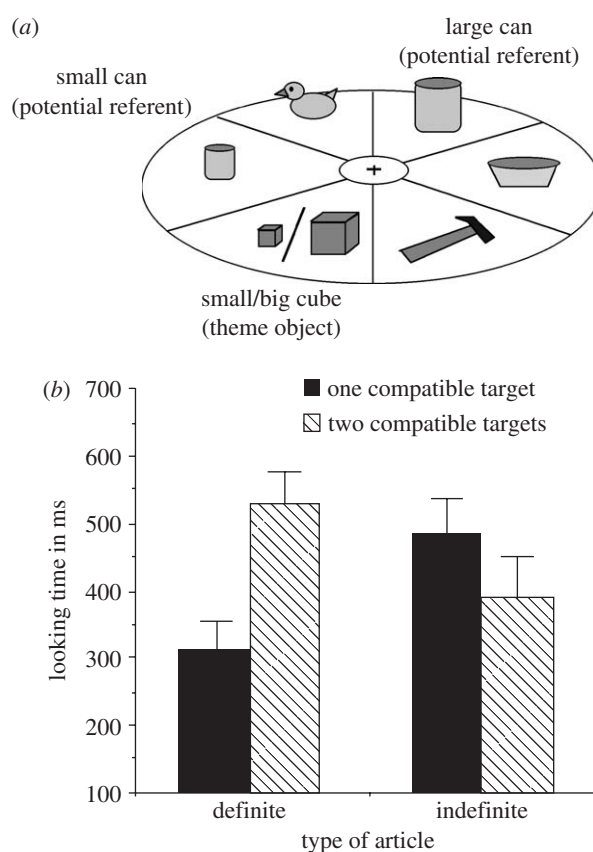 (a)
large can
(potential referent)
small can
(potential referent)
+
small/big cube
(theme object)
(b)
700
600
500
400
300
200
100
looking time in ms
one compatible target
two compatible targets
definite
indefinite
type of article